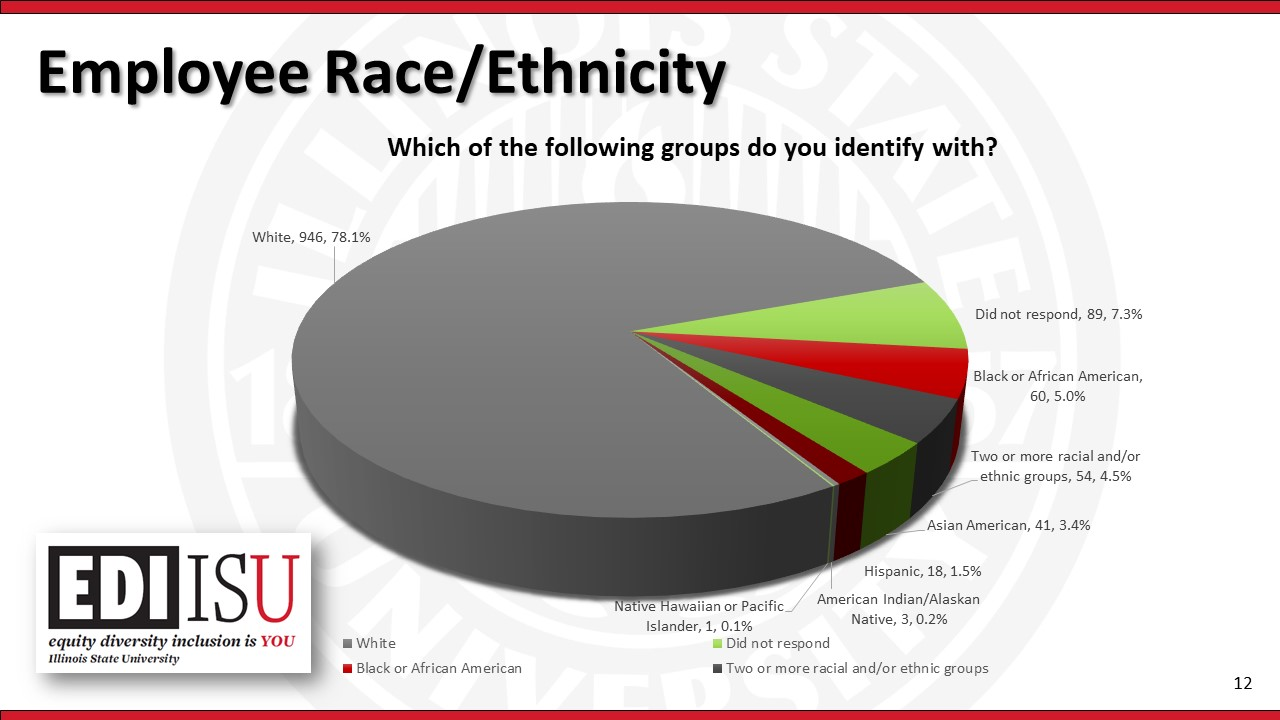 Employee Race/Ethnicity
Which of the following groups do you identify with?
White, 946, 78.1%
Did not respond, 89, 7.3%
Black or African American,
60, 5.0%
Two or more racial and/or
ethnic groups, 54, 4.5%
Asian American, 41, 3.4%
Hispanic, 18, 1.5%
American Indian/Alaskan
Native, 3, 0.2%
Native Hawaiian or Pacific
Islander, 1, 0.1%
White
Did not respond
Black or African American
Two or more racial and/or ethnic groups
EDI ISU
equity diversity inclusion is YOU
Illinois State University
12
ILLINOIS STATE
UNIVERSITY